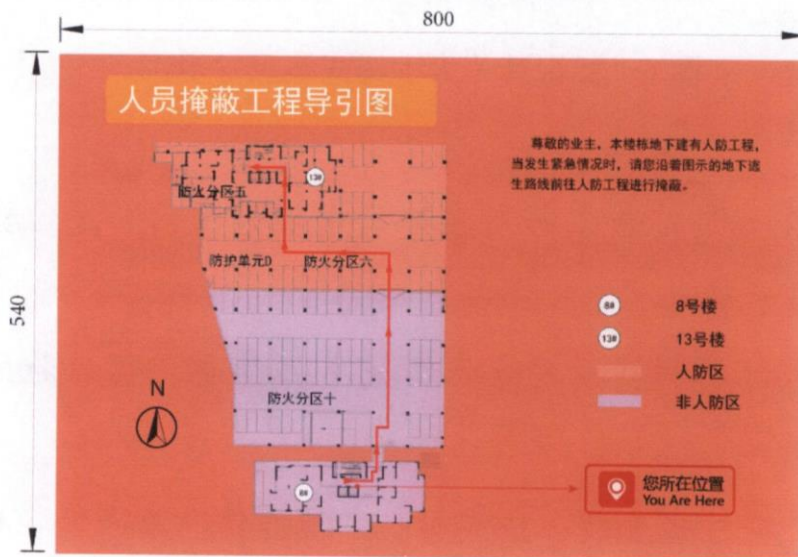 800
540
人员掩蔽工程导引图
尊敬的业主,本楼栋地下建有人防工程,
当发生紧急情况时,请您沿着图示的地下逃
生路线前往人防工程进行掩蔽。
13#
防火分区五
防护单元D
防火分区六
8#
8号楼
13#
13号楼
人防区
非人防区
防火分区十
N
8#
您所在位置
You Are Here